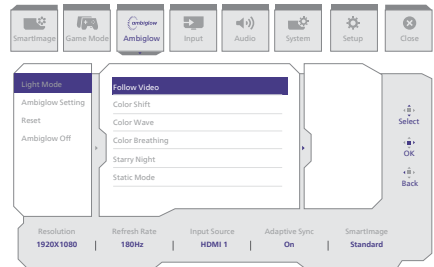 ambiglow
SmartImage Game Mode Ambiglow Input Audio System Setup Close
Light Mode
Ambiglow Setting
Reset
Ambiglow Off
Follow Video
Color Shift
Color Wave
Color Breathing
Starry Night
Static Mode
Select
OK
Back
Resolution Refresh Rate Input Source Adaptive Sync SmartImage
1920X1080 | 180Hz | HDMI 1 | On | Standard